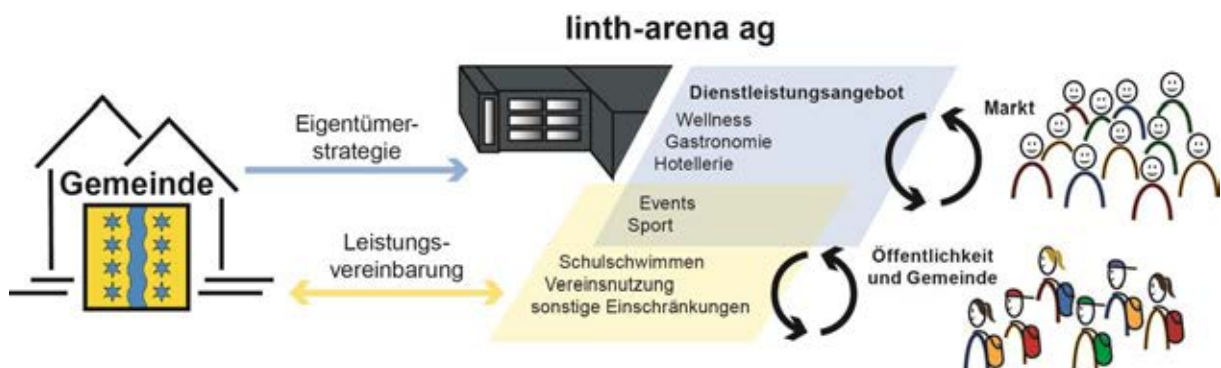 linth-arena ag
Eigentümer-
strategie
Gemeinde
Leistungs-
vereinbarung
Dienstleistungsangebot
Wellness
Gastronomie
Hotellerie
Events
Sport
Schulschwimmen
Vereinsnutzung
sonstige Einschränkungen
Markt
Öffentlichkeit
und Gemeinde